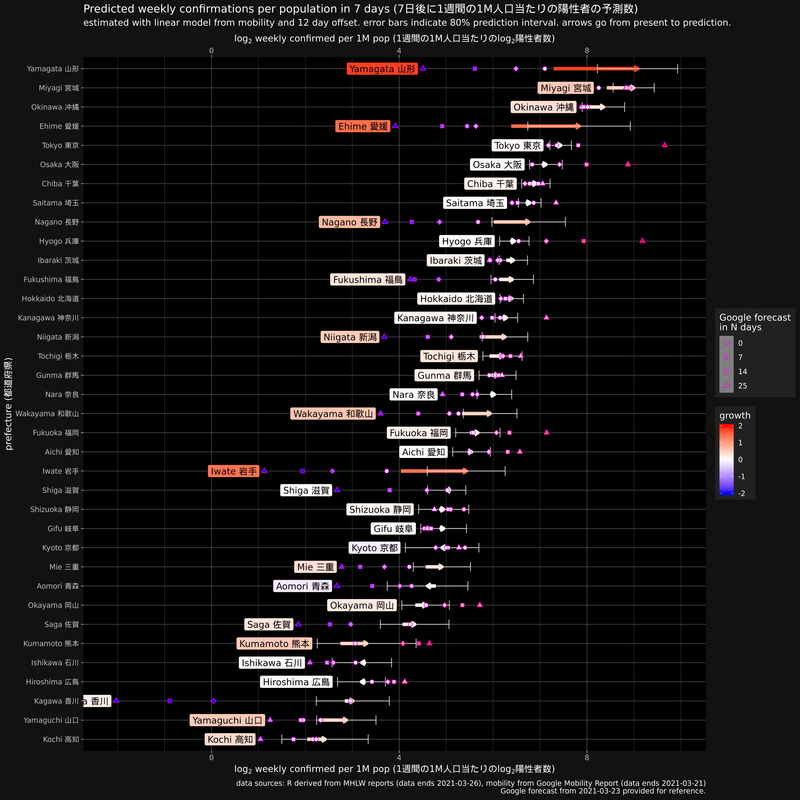 Predicted weekly confirmations per population in 7 days (7日後に1週間の1M人口当たりの陽性者の予測数)
estimated with linear model from mobility and 12 day offset. error bars indicate 80% prediction interval. arrows go from present to prediction.
log2 weekly confirmed per 1M pop (1週間の1M人口当たりのlog2陽性者数)
0 4 8
Yamagata 山形 Yamagata 山形
Miyagi 宮城 Miyagi 宮城
Okinawa 沖縄 Okinawa 沖縄
Ehime 愛媛 Ehime 愛媛
Tokyo 東京 Tokyo 東京
Osaka 大阪 Osaka 大阪
Chiba 千葉 Chiba 千葉
Saitama 埼玉 Saitama 埼玉
Nagano 長野 Nagano 長野
Hyogo 兵庫 Hyogo 兵庫
Ibaraki 茨城 Ibaraki 茨城
Fukushima 福島 Fukushima 福島
Hokkaido 北海道 Hokkaido 北海道
Kanagawa 神奈川 Kanagawa 神奈川
Niigata 新潟 Niigata 新潟
Tochigi 栃木 Tochigi 栃木
Gunma 群馬 Gunma 群馬
Nara 奈良 Nara 奈良
Wakayama 和歌山 Wakayama 和歌山
Fukuoka 福岡 Fukuoka 福岡
Aichi 愛知 Aichi 愛知
Iwate 岩手 Iwate 岩手
Shiga 滋賀 Shiga 滋賀
Shizuoka 静岡 Shizuoka 静岡
Gifu 岐阜 Gifu 岐阜
Kyoto 京都 Kyoto 京都
Mie 三重 Mie 三重
Aomori 青森 Aomori 青森
Okayama 岡山 Okayama 岡山
Saga 佐賀 Saga 佐賀
Kumamoto 熊本 Kumamoto 熊本
Ishikawa 石川 Ishikawa 石川
Hiroshima 広島 Hiroshima 広島
Kagawa 香川 a 香川
Yamaguchi 山口 Yamaguchi 山口
Kochi 高知 Kochi 高知
prefecture (都道府県)
0 4 8
log2 weekly confirmed per 1M pop (1週間の1M人口当たりのlog2陽性者数)
Google forecast
in N days
0
7
14
25
growth
2
1
0
-1
-2
data sources: R derived from MHLW reports (data ends 2021-03-26), mobility from Google Mobility Report (data ends 2021-03-21)
Google forecast from 2021-03-23 provided for reference.